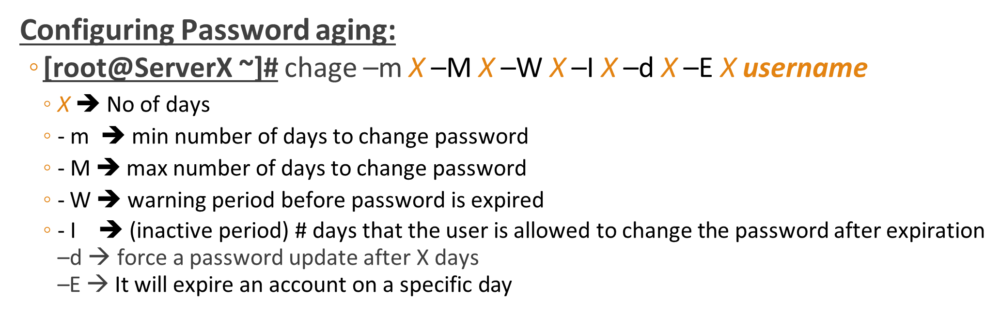 Configuring Password aging:
◦ [root@ServerX ~]# chage –m X –M X –W X –I X –d X –E X username
◦ X ➔ No of days
◦ - m ➔ min number of days to change password
◦ - M ➔ max number of days to change password
◦ - W ➔ warning period before password is expired
◦ - I ➔ (inactive period) # days that the user is allowed to change the password after expiration
–d → force a password update after X days
–E → It will expire an account on a specific day